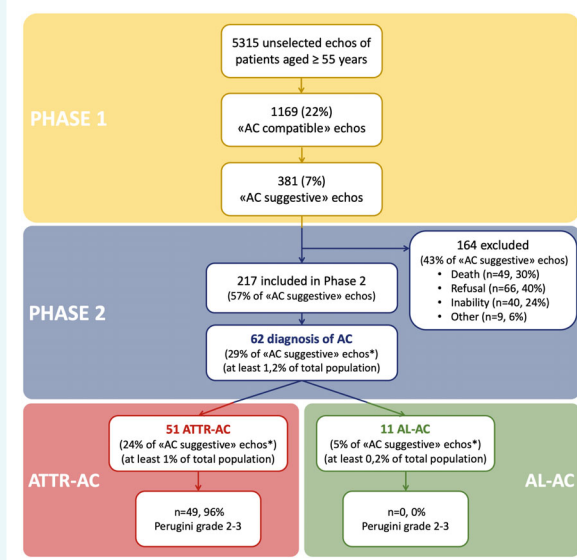 5315 unselected echos of
patients aged ≥ 55 years
PHASE 1
1169 (22%)
«AC compatible» echos
381 (7%)
«AC suggestive» echos
164 excluded
(43% of «AC suggestive» echos)
• Death (n=49, 30%)
• Refusal (n=66, 40%)
• Inability (n=40, 24%)
• Other (n=9, 6%)
217 included in Phase 2
(57% of «AC suggestive» echos)
PHASE 2
62 diagnosis of AC
(29% of «AC suggestive» echos*)
(at least 1,2% of total population)
51 ATTR-AC
(24% of «AC suggestive» echos*)
(at least 1% of total population)
11 AL-AC
(5% of «AC suggestive» echos*)
(at least 0,2% of total population)
ATTR-AC
AL-AC
n=49, 96%
Perugini grade 2-3
n=0, 0%
Perugini grade 2-3